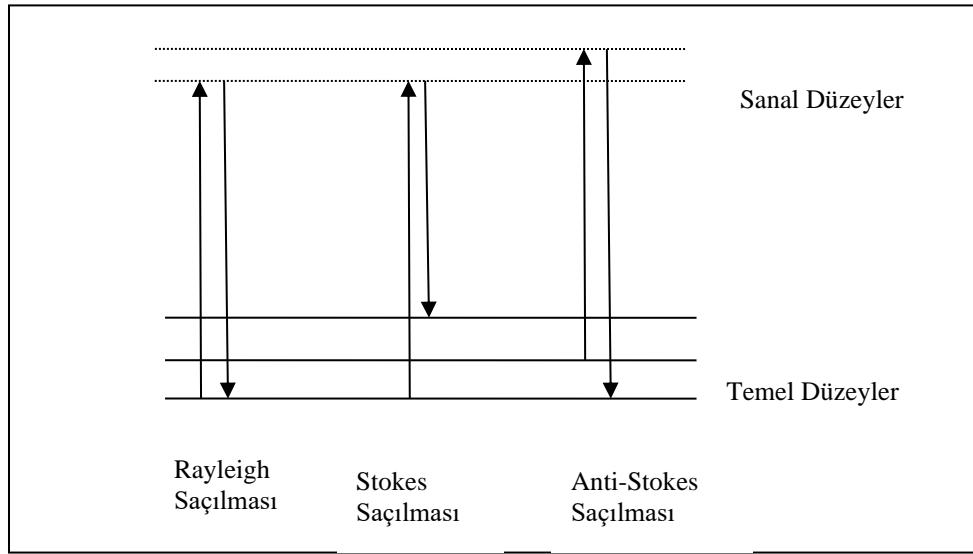 Sanal Düzeyler
Temel Düzeyler
Rayleigh
Saçılması
Stokes
Saçılması
Anti-Stokes
Saçılması